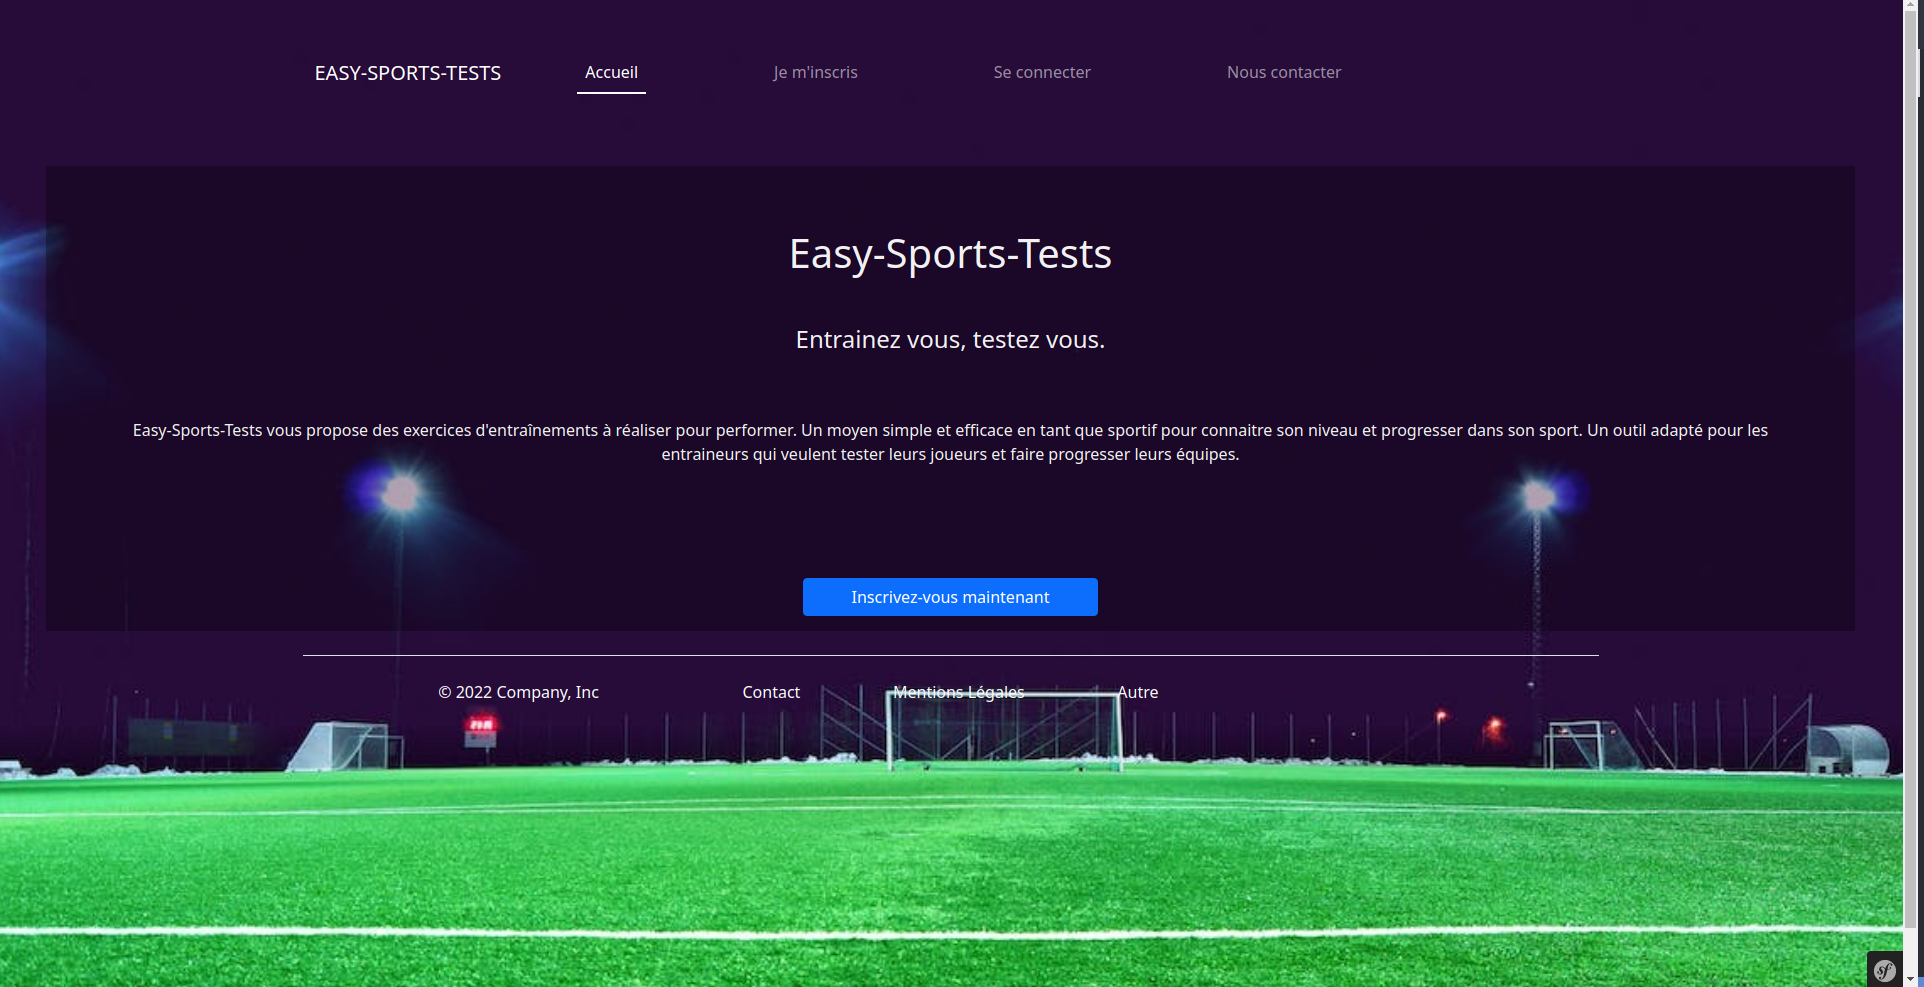 EASY-SPORTS-TESTS Accueil Je m'inscris Se connecter Nous contacter
Easy-Sports-Tests
Entrainez vous, testez vous.
Easy-Sports-Tests vous propose des exercices d'entraînements à réaliser pour performer. Un moyen simple et efficace en tant que sportif pour connaitre son niveau et progresser dans son sport. Un outil adapté pour les
entraineurs qui veulent tester leurs joueurs et faire progresser leurs équipes.
Inscrivez-vous maintenant
© 2022 Company, Inc Contact Mentions Légales Autre
sf